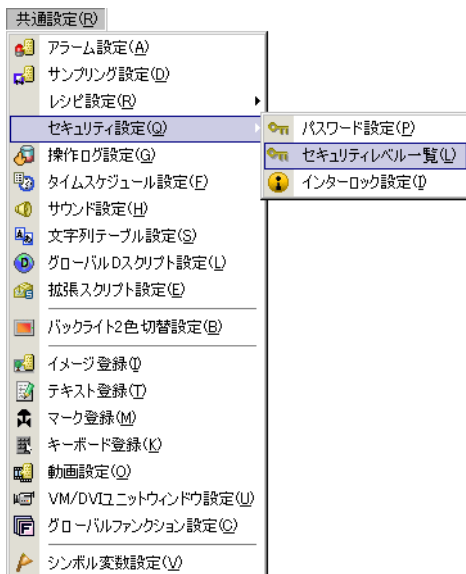 共通設定(R)
アラーム設定(A)
サンプリング設定(D)
レシピ設定(R)
セキュリティ設定(Q)
パスワード設定(P)
セキュリティレベル一覧(L)
インターロック設定(I)
操作ログ設定(G)
タイムスケジュール設定(F)
サウンド設定(H)
文字列テーブル設定(S)
グローバルDスクリプト設定(L)
拡張スクリプト設定(E)
バックライト2色切替設定(B)
イメージ登録(I)
テキスト登録(T)
マーク登録(M)
キーボード登録(K)
動画設定(O)
VM/DVIユニットウィンドウ設定(U)
グローバルファンクション設定(C)
シンボル変数設定(V)